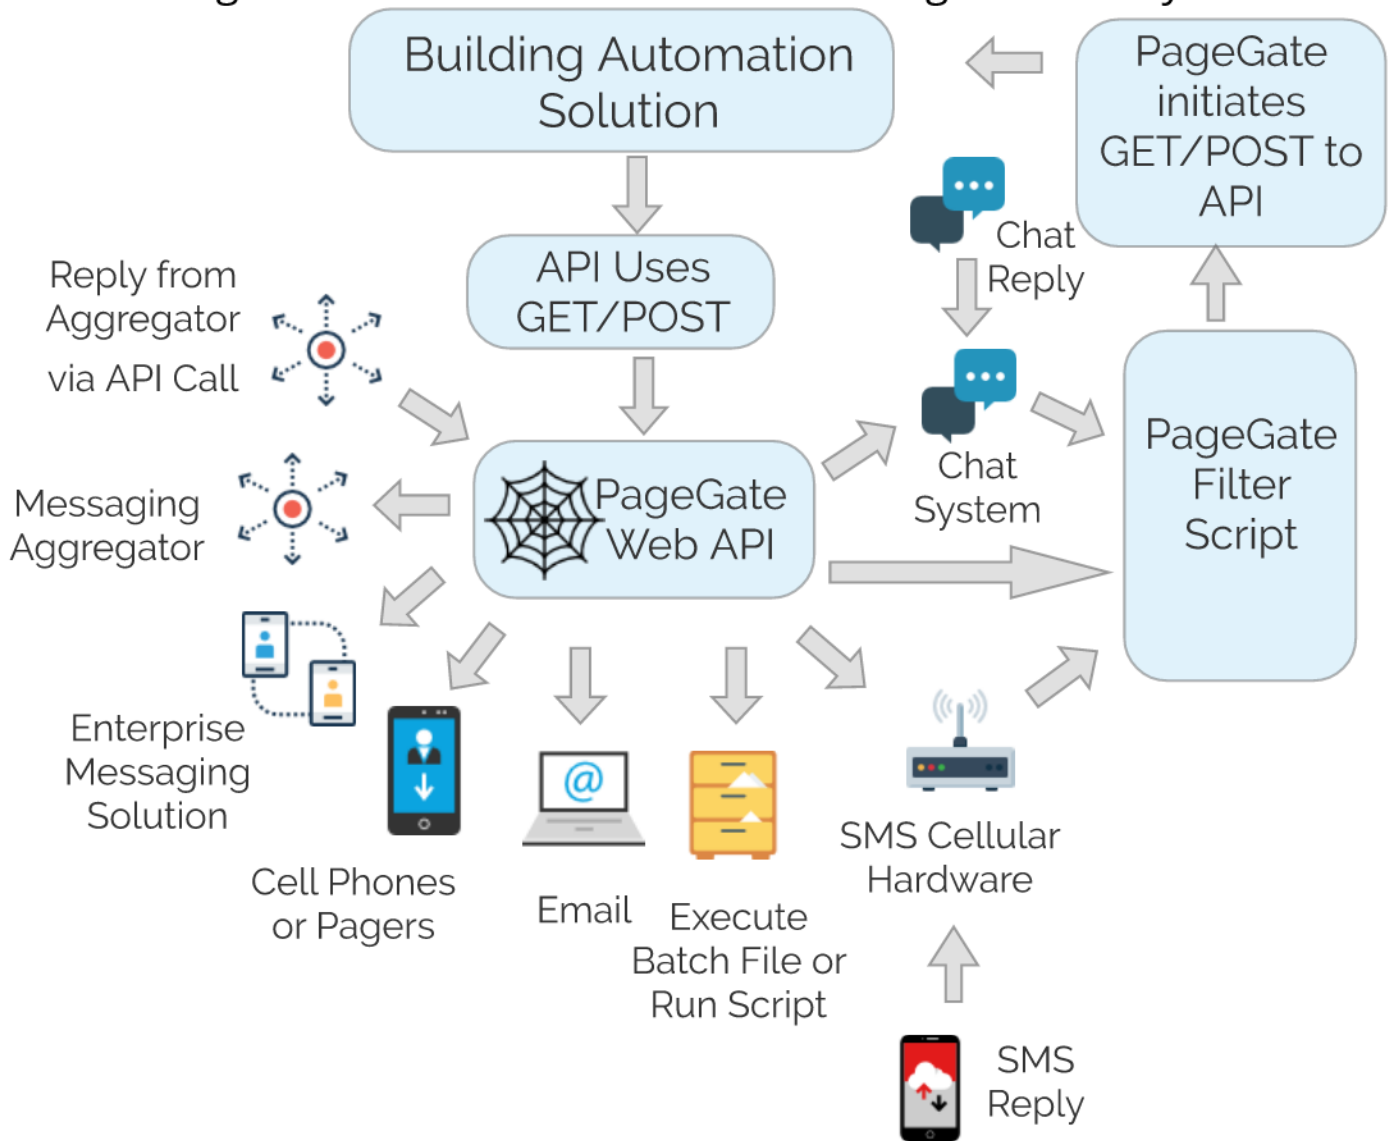 Building Automation
Solution
PageGate
initiates
GET/POST to
API
Chat
Reply
API Uses
GET/POST
Reply from
Aggregator
via API Call
PageGate
Filter
Script
Chat
System
PageGate
Web API
Messaging
Aggregator
Enterprise
Messaging
Solution
Cell Phones
or Pagers
@
Email
Execute
Batch File or
Run Script
SMS Cellular
Hardware
SMS
Reply